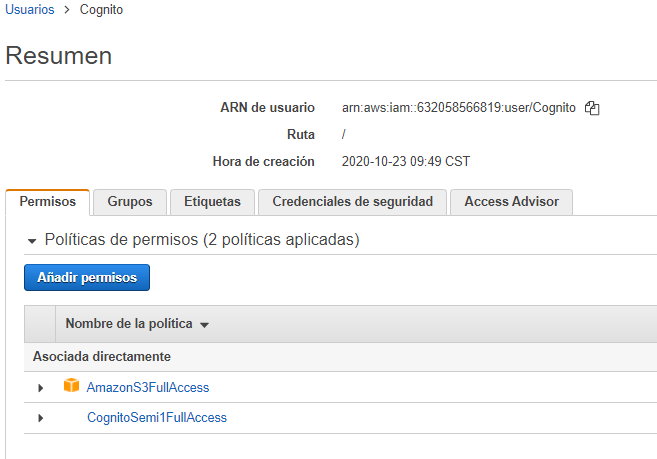 Usuarios > Cognito
Resumen
ARN de usuario arn:aws:iam::632058566819:user/Cognito
Ruta /
Hora de creación 2020-10-23 09:49 CST
Permisos Grupos Etiquetas Credenciales de seguridad Access Advisor
Políticas de permisos (2 políticas aplicadas)
Añadir permisos
Nombre de la política
Asociada directamente
AmazonS3FullAccess
CognitoSemi1FullAccess